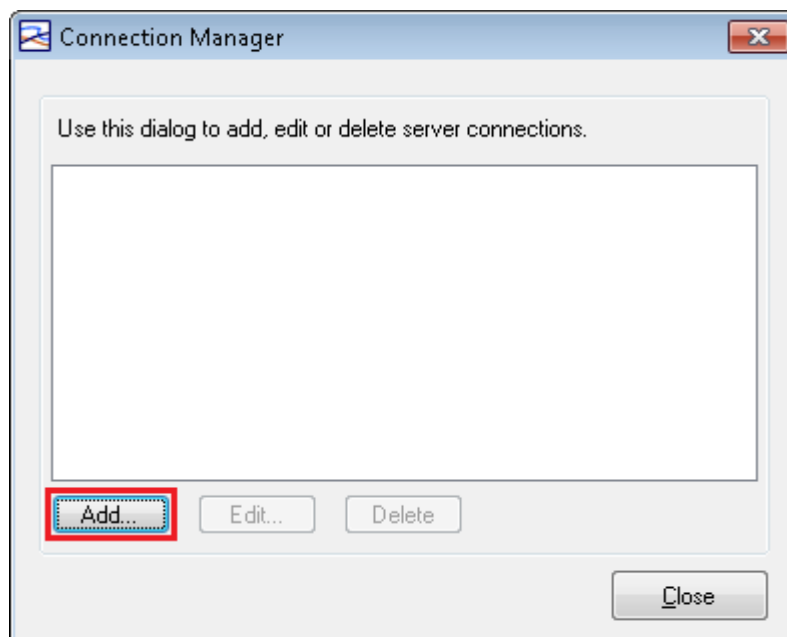 Connection Manager
Use this dialog to add, edit or delete server connections.
Add... Edit... Delete
Close